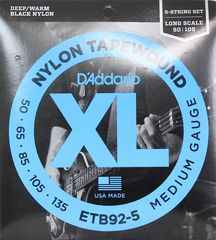 DEEP/WARM
BLACK NYLON
5-STRING SET
LONG SCALE
50 | 105
NYLON TAPEWOUND
D'Addario
XL
50 · 65 · 85 · 105 · 135
USA MADE
MEDIUM GAUGE
ETB92-5